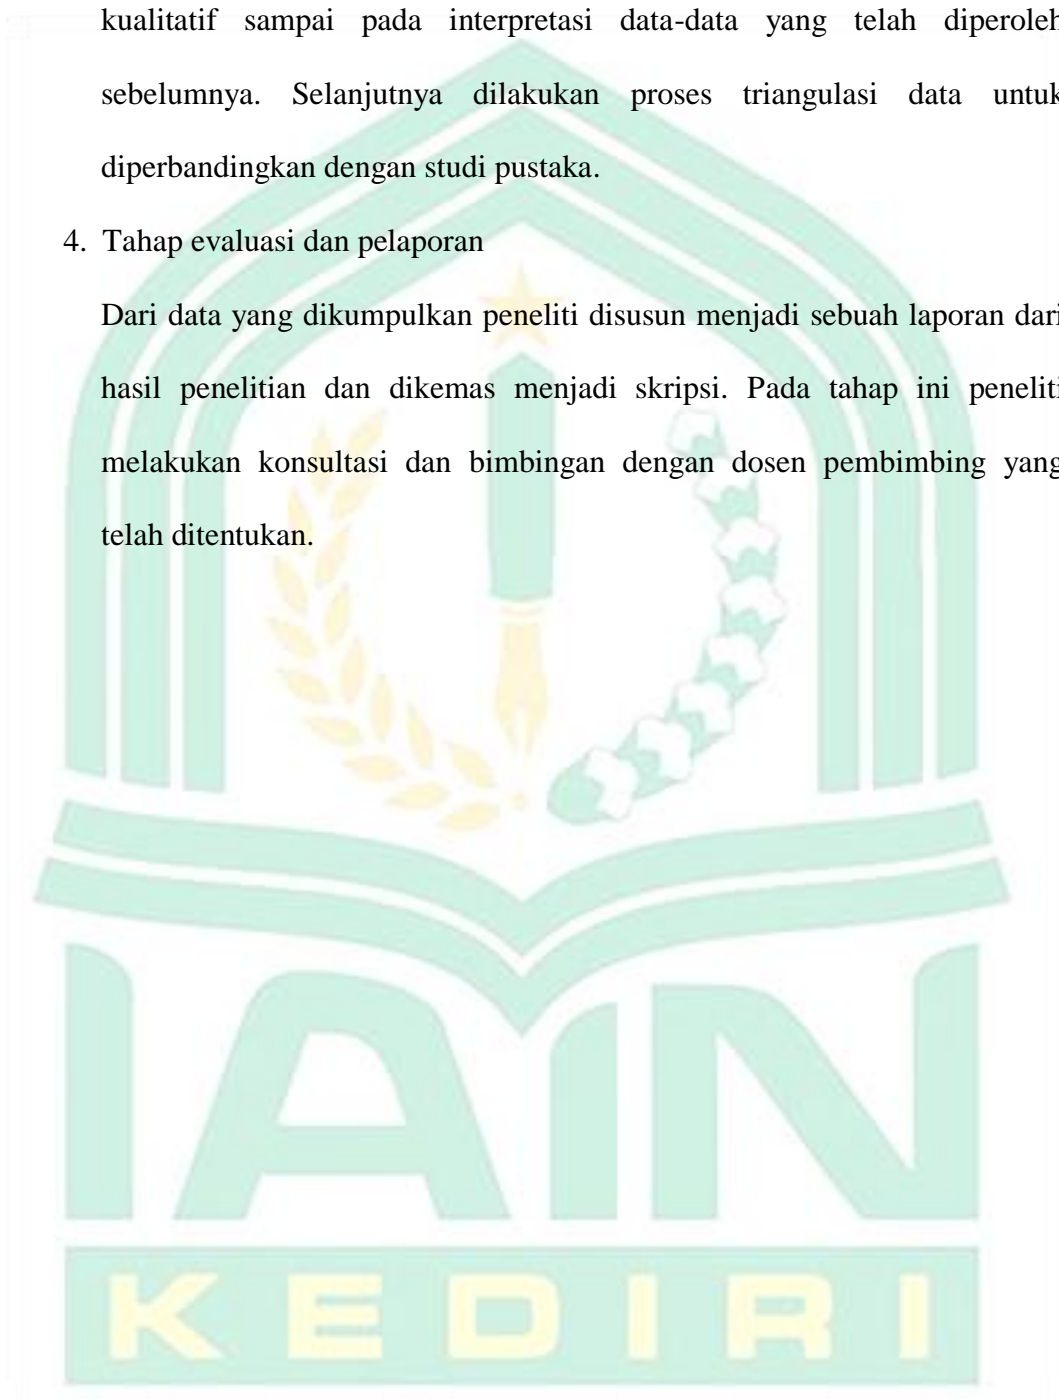 kualitatif sampai pada interpretasi data-data yang telah diperoleh
sebelumnya. Selanjutnya dilakukan proses triangulasi data untuk
diperbandingkan dengan studi pustaka.
4. Tahap evaluasi dan pelaporan
Dari data yang dikumpulkan peneliti disusun menjadi sebuah laporan dari
hasil penelitian dan dikemas menjadi skripsi. Pada tahap ini peneliti
melakukan konsultasi dan bimbingan dengan dosen pembimbing yang
telah ditentukan.
IAIN
KEDIRI